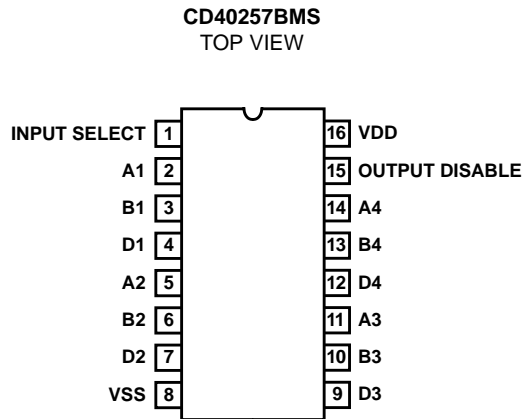 CD40257BMS
TOP VIEW
INPUT SELECT 1 16 VDD
A1 2 15 OUTPUT DISABLE
B1 3 14 A4
D1 4 13 B4
A2 5 12 D4
B2 6 11 A3
D2 7 10 B3
VSS 8 9 D3